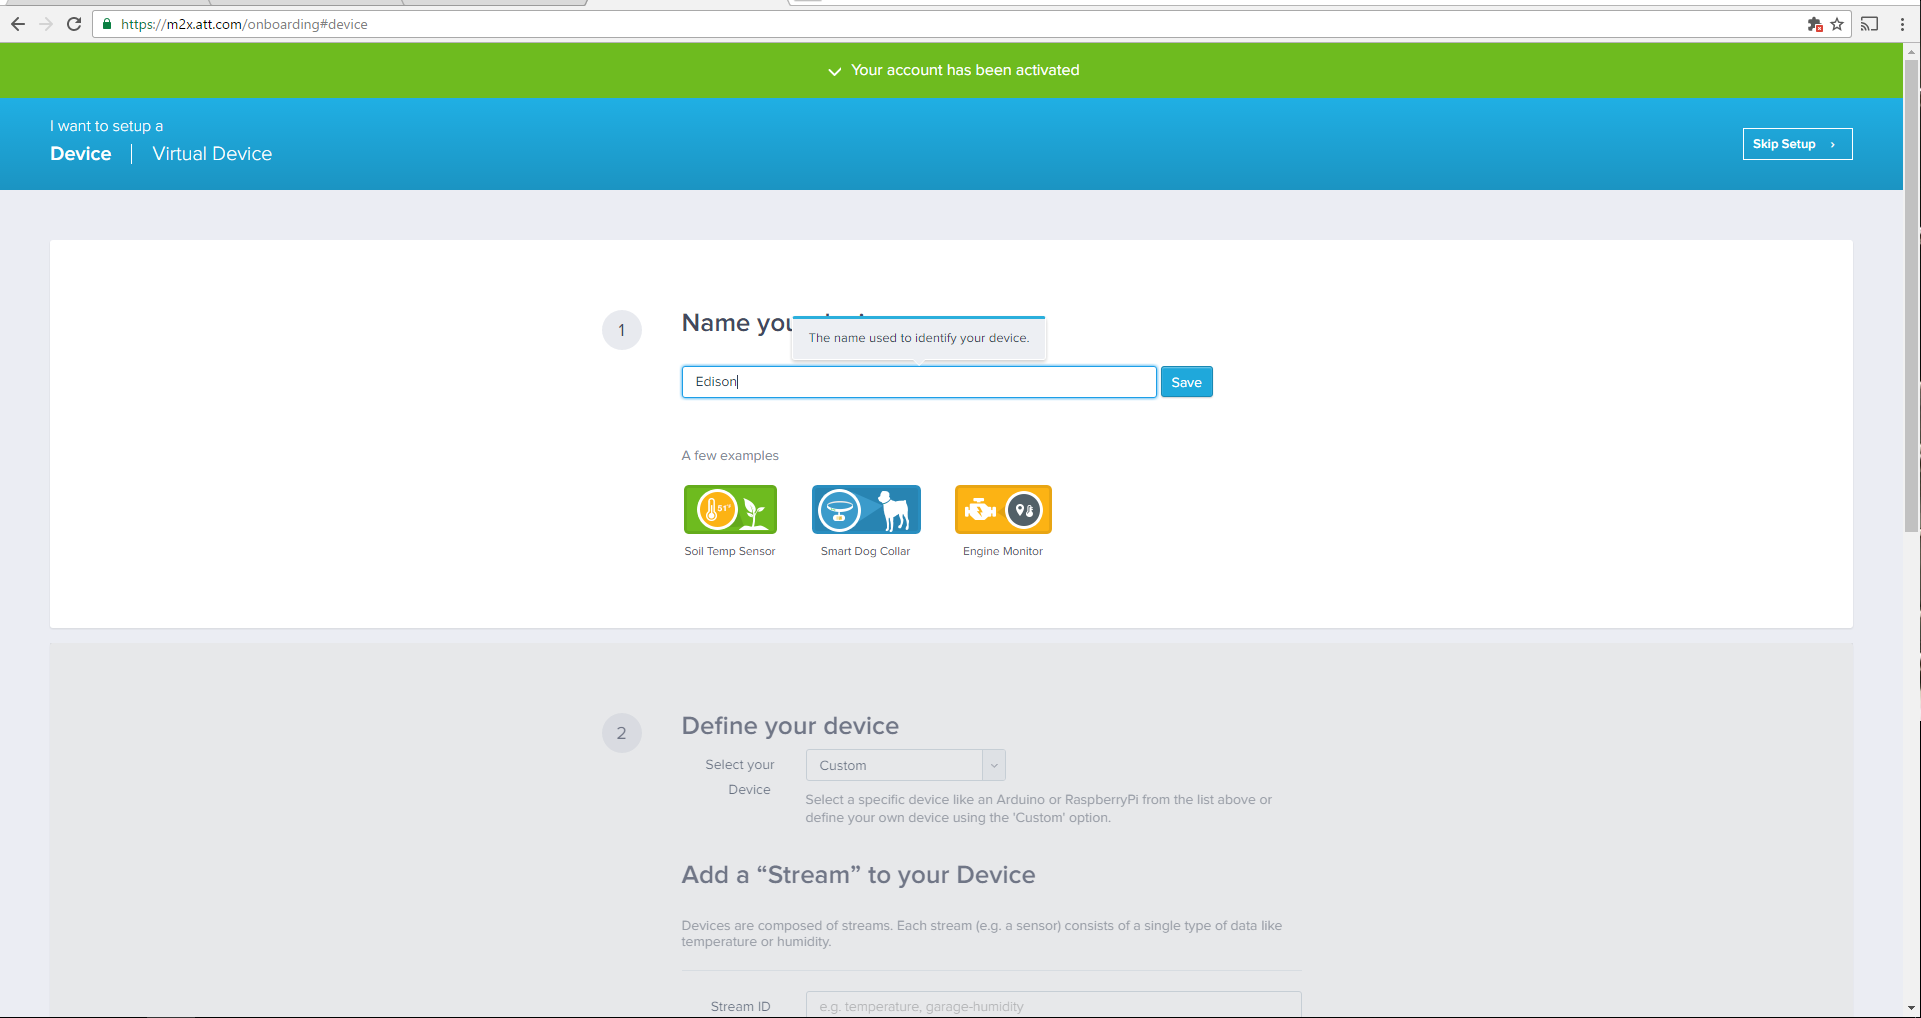 https://m2x.att.com/onboarding#device
Your account has been activated
I want to setup a
Device | Virtual Device
Skip Setup ›
1
Name you
The name used to identify your device.
Edison
Save
A few examples
51°
Soil Temp Sensor
Smart Dog Collar
Engine Monitor
2
Define your device
Select your
Device
Custom
Select a specific device like an Arduino or RaspberryPi from the list above or
define your own device using the 'Custom' option.
Add a “Stream” to your Device
Devices are composed of streams. Each stream (e.g. a sensor) consists of a single type of data like
temperature or humidity.
Stream ID
e.g. temperature, garage-humidity